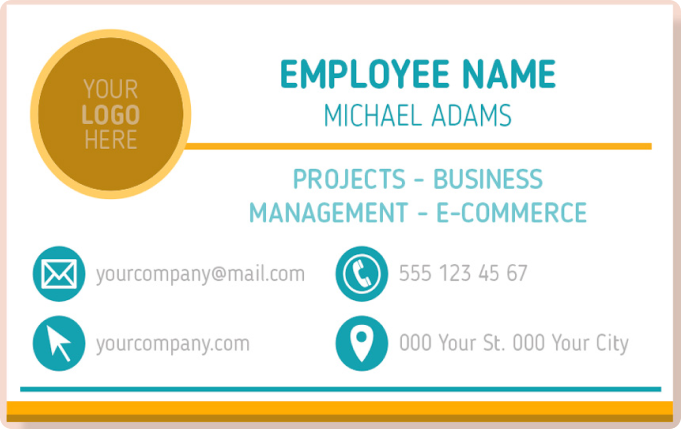 YOUR
LOGO
HERE
EMPLOYEE NAME
MICHAEL ADAMS
PROJECTS - BUSINESS
MANAGEMENT - E-COMMERCE
yourcompany@mail.com
555 123 45 67
yourcompany.com
000 Your St. 000 Your City